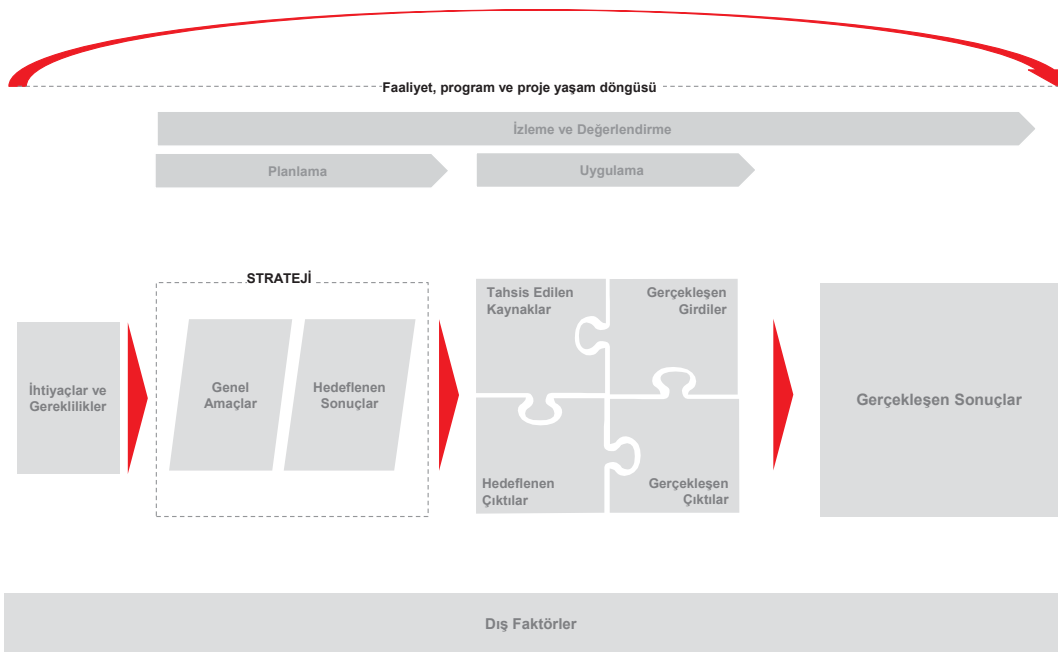 Faaliyet, program ve proje yaşam döngüsü
İzleme ve Değerlendirme
Planlama
Uygulama
STRATEJİ
İhtiyaçlar ve
Gereklilikler
Genel
Amaçlar
Hedeflenen
Sonuçlar
Tahsis Edilen
Kaynaklar
Gerçekleşen
Girdiler
Hedeflenen
Çıktılar
Gerçekleşen
Çıktılar
Gerçekleşen Sonuçlar
Dış Faktörler